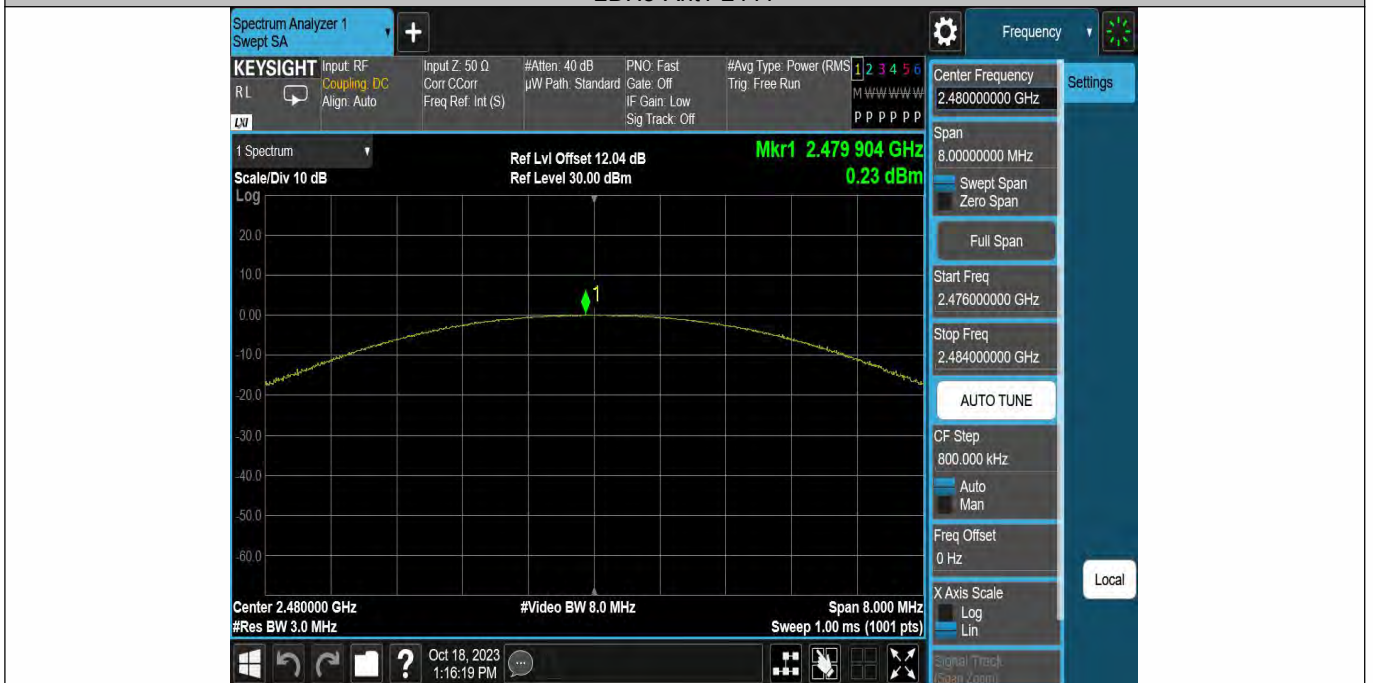 Spectrum Analyzer 1
Swept SA
+
Frequency
KEYSIGHT
RL
LXI
Input: RF
Coupling: DC
Align: Auto
Input Z: 50 Ω
Corr CCorr
Freq Ref: Int (S)
#Atten: 40 dB
µW Path: Standard
PNO: Fast
Gate: Off
IF Gain: Low
Sig Track: Off
#Avg Type: Power (RMS
Trig: Free Run
1 2 3 4 5 6
M W W W W W
P P P P P P
Center Frequency
2.480000000 GHz
Settings
Span
8.00000000 MHz
Swept Span
Zero Span
Full Span
Start Freq
2.476000000 GHz
Stop Freq
2.484000000 GHz
AUTO TUNE
CF Step
800.000 kHz
Auto
Man
Freq Offset
0 Hz
X Axis Scale
Log
Lin
Signal Track
(Span Zoom)
Local
1 Spectrum
Scale/Div 10 dB
Log
Ref Lvl Offset 12.04 dB
Ref Level 30.00 dBm
Mkr1 2.479 904 GHz
0.23 dBm
20.0
10.0
1
0.00
-10.0
-20.0
-30.0
-40.0
-50.0
-60.0
Center 2.480000 GHz
#Res BW 3.0 MHz
#Video BW 8.0 MHz
Span 8.000 MHz
Sweep 1.00 ms (1001 pts)
?
Oct 18, 2023
1:16:19 PM